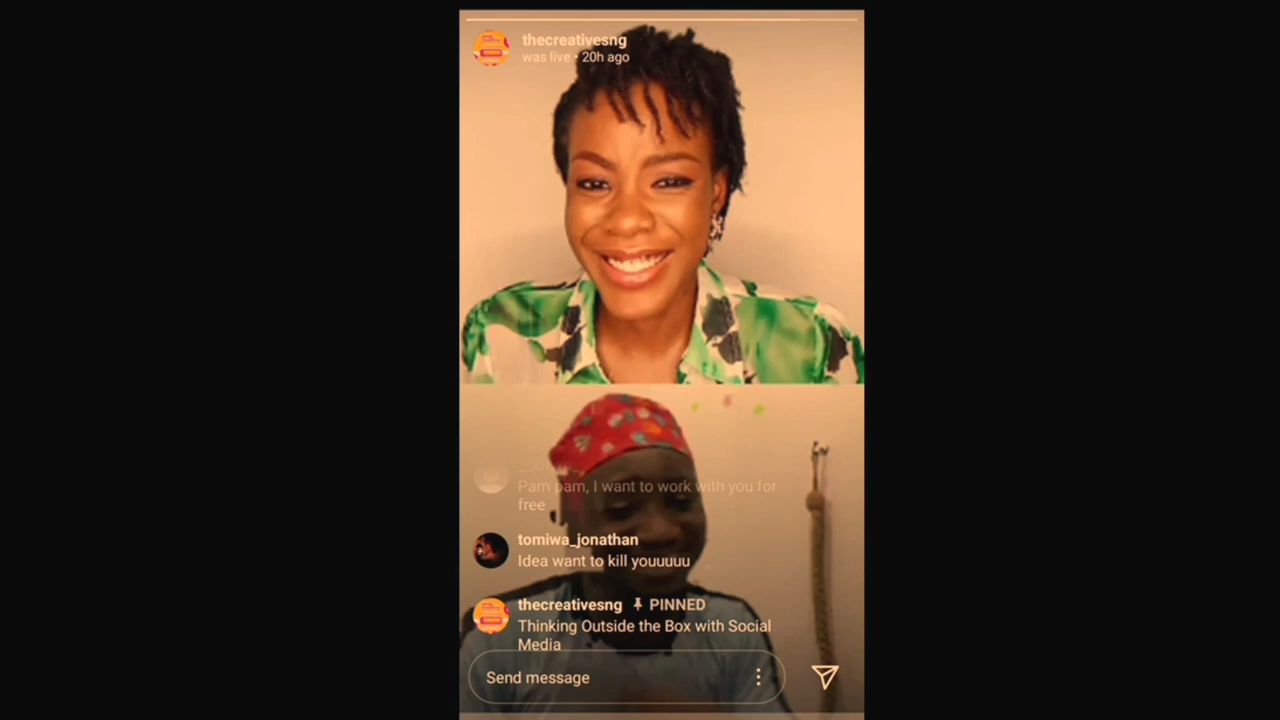 thecreativesng
was live • 20h ago
Pam pam, I want to work with you for
free
tomiwa_jonathan
Idea want to kill youuuuu
thecreativesng PINNED
Thinking Outside the Box with Social
Media
Send message